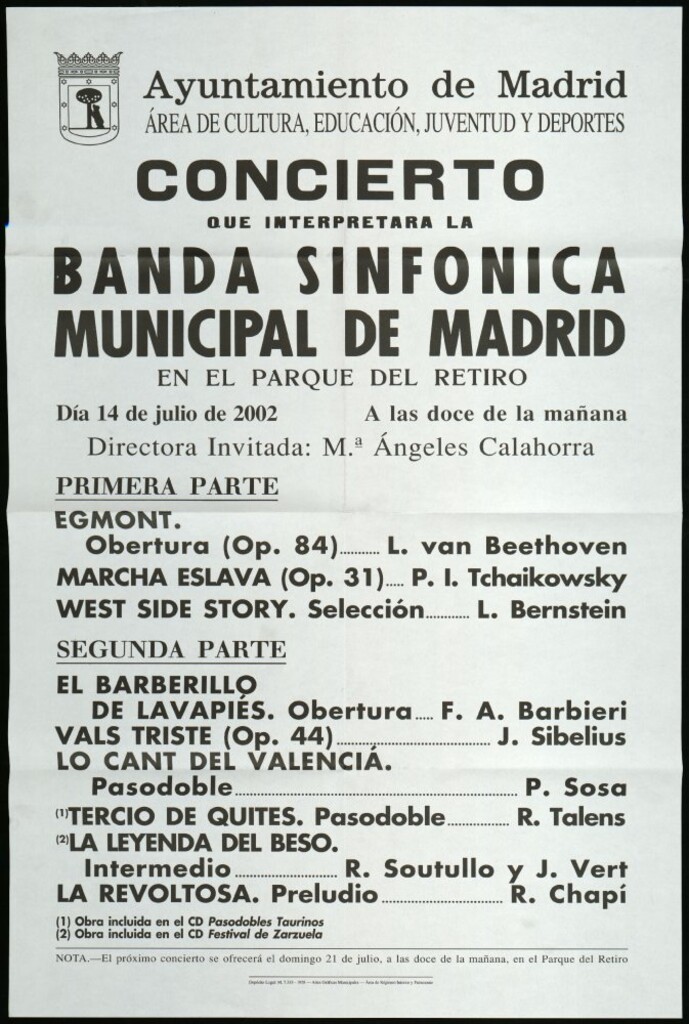 Ayuntamiento de Madrid
ÁREA DE CULTURA, EDUCACIÓN, JUVENTUD Y DEPORTES
CONCIERTO
QUE INTERPRETARA LA
BANDA SINFONICA
MUNICIPAL DE MADRID
EN EL PARQUE DEL RETIRO
Día 14 de julio de 2002 A las doce de la mañana
Directora Invitada: M.ª Ángeles Calahorra
PRIMERA PARTE
EGMONT.
Obertura (Op. 84)........... L. van Beethoven
MARCHA ESLAVA (Op. 31)..... P. I. Tchaikowsky
WEST SIDE STORY. Selección............ L. Bernstein
SEGUNDA PARTE
EL BARBERILLO
DE LAVAPIÉS. Obertura..... F. A. Barbieri
VALS TRISTE (Op. 44)........................................... J. Sibelius
LO CANT DEL VALENCIÁ.
Pasodoble............................................................................... P. Sosa
(1)TERCIO DE QUITES. Pasodoble................. R. Talens
(2)LA LEYENDA DEL BESO.
Intermedio............................... R. Soutullo y J. Vert
LA REVOLTOSA. Preludio................................... R. Chapí
(1) Obra incluida en el CD Pasodobles Taurinos
(2) Obra incluida en el CD Festival de Zarzuela
NOTA.—El próximo concierto se ofrecerá el domingo 21 de julio, a las doce de la mañana, en el Parque del Retiro